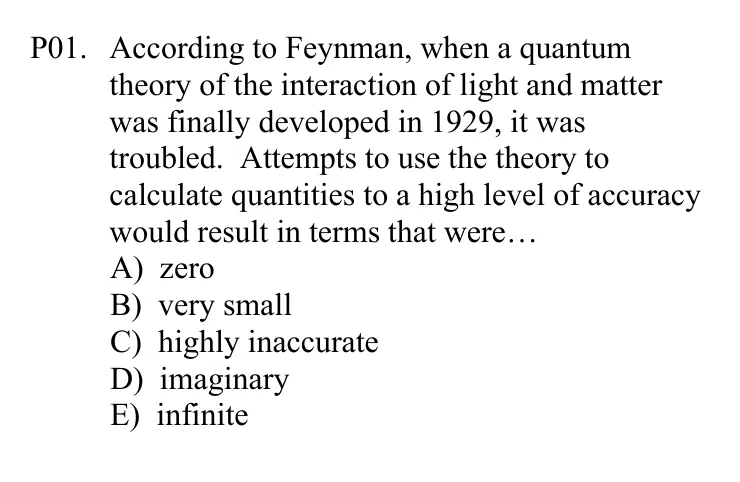 P01. According to Feynman, when a quantum
theory of the interaction of light and matter
was finally developed in 1929, it was
troubled. Attempts to use the theory to
calculate quantities to a high level of accuracy
would result in terms that were…
A) zero
B) very small
C) highly inaccurate
D) imaginary
E) infinite